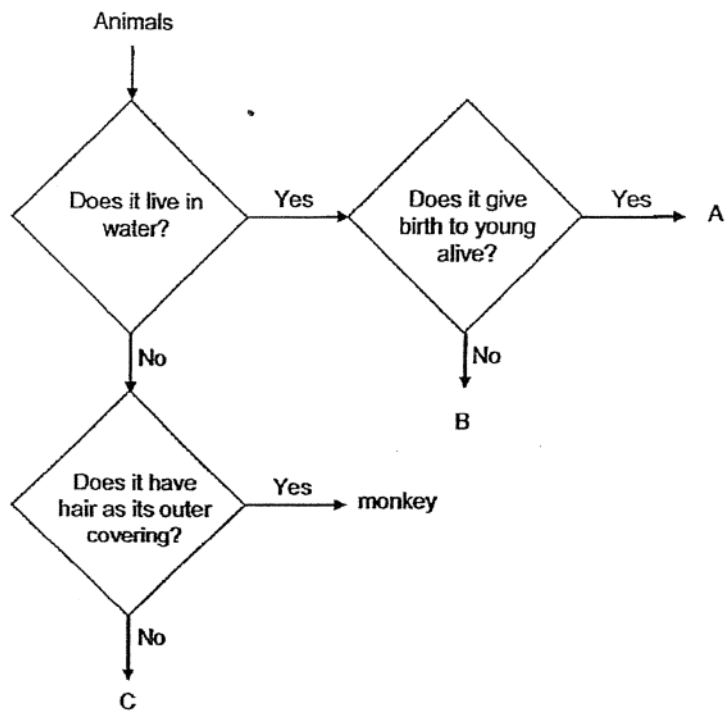 Animals
Does it live in
water?
Yes
Does it give
birth to young
alive?
Yes
A
No
No
B
Does it have
hair as its outer
covering?
Yes
monkey
No
C